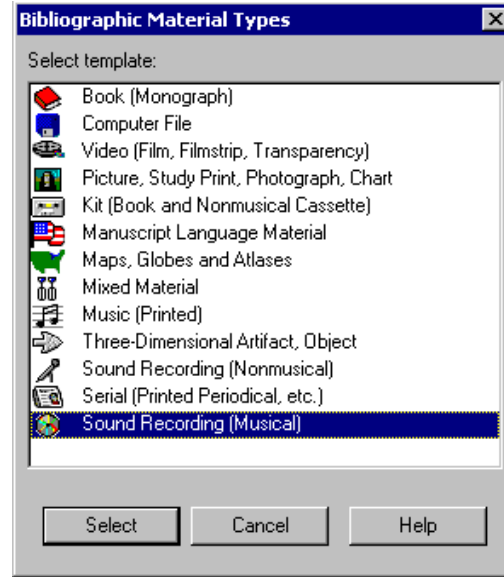 Bibliographic Material Types
Select template:
Book (Monograph)
Computer File
Video (Film, Filmstrip, Transparency)
Picture, Study Print, Photograph, Chart
Kit (Book and Nonmusical Cassette)
Manuscript Language Material
Maps, Globes and Atlases
Mixed Material
Music (Printed)
Three-Dimensional Artifact, Object
Sound Recording (Nonmusical)
Serial (Printed Periodical, etc.)
Sound Recording (Musical)
Select Cancel Help